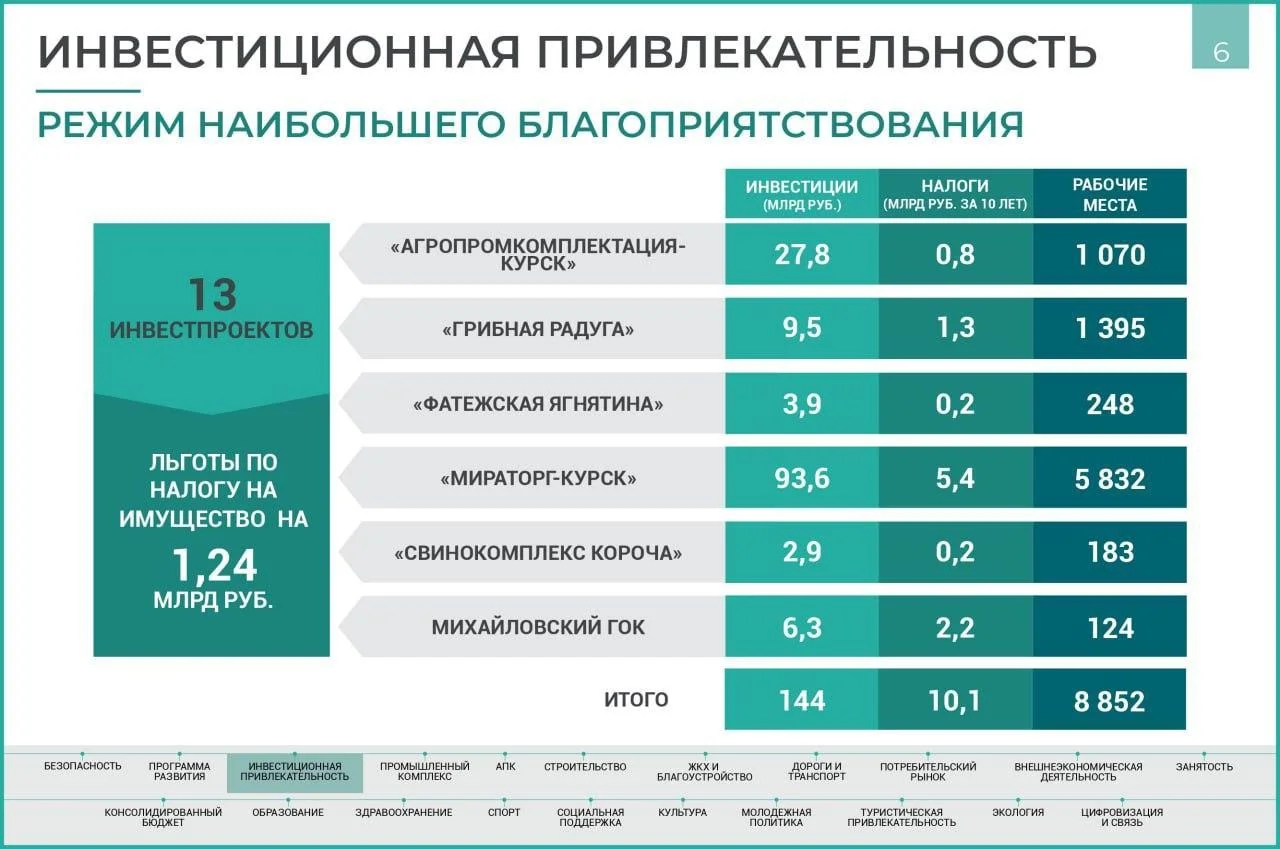 ИНВЕСТИЦИОННАЯ ПРИВЛЕКАТЕЛЬНОСТЬ
6
РЕЖИМ НАИБОЛЬШЕГО БЛАГОПРИЯТСТВОВАНИЯ
ИНВЕСТИЦИИ
(МЛРД РУБ.)
НАЛОГИ
(МЛРД РУБ. ЗА 10 ЛЕТ)
РАБОЧИЕ
МЕСТА
13
ИНВЕСТПРОЕКТОВ
ЛЬГОТЫ ПО
НАЛОГУ НА
ИМУЩЕСТВО НА
1,24
МЛРД РУБ.
«АГРОПРОМКОМПЛЕКТАЦИЯ-
КУРСК»
27,8 0,8 1 070
«ГРИБНАЯ РАДУГА» 9,5 1,3 1 395
«ФАТЕЖСКАЯ ЯГНЯТИНА» 3,9 0,2 248
«МИРАТОРГ-КУРСК» 93,6 5,4 5 832
«СВИНОКОМПЛЕКС КОРОЧА» 2,9 0,2 183
МИХАЙЛОВСКИЙ ГОК 6,3 2,2 124
ИТОГО 144 10,1 8 852
БЕЗОПАСНОСТЬ
ПРОГРАММА
РАЗВИТИЯ
ИНВЕСТИЦИОННАЯ
ПРИВЛЕКАТЕЛЬНОСТЬ
ПРОМЫШЛЕННЫЙ
КОМПЛЕКС
АПК
СТРОИТЕЛЬСТВО
ЖКХ И
БЛАГОУСТРОЙСТВО
ДОРОГИ И
ТРАНСПОРТ
ПОТРЕБИТЕЛЬСКИЙ
РЫНОК
ВНЕШНЕЭКОНОМИЧЕСКАЯ
ДЕЯТЕЛЬНОСТЬ
ЗАНЯТОСТЬ
КОНСОЛИДИРОВАННЫЙ
БЮДЖЕТ
ОБРАЗОВАНИЕ
ЗДРАВООХРАНЕНИЕ
СПОРТ
СОЦИАЛЬНАЯ
ПОДДЕРЖКА
КУЛЬТУРА
МОЛОДЕЖНАЯ
ПОЛИТИКА
ТУРИСТИЧЕСКАЯ
ПРИВЛЕКАТЕЛЬНОСТЬ
ЭКОЛОГИЯ
ЦИФРОВИЗАЦИЯ
И СВЯЗЬ